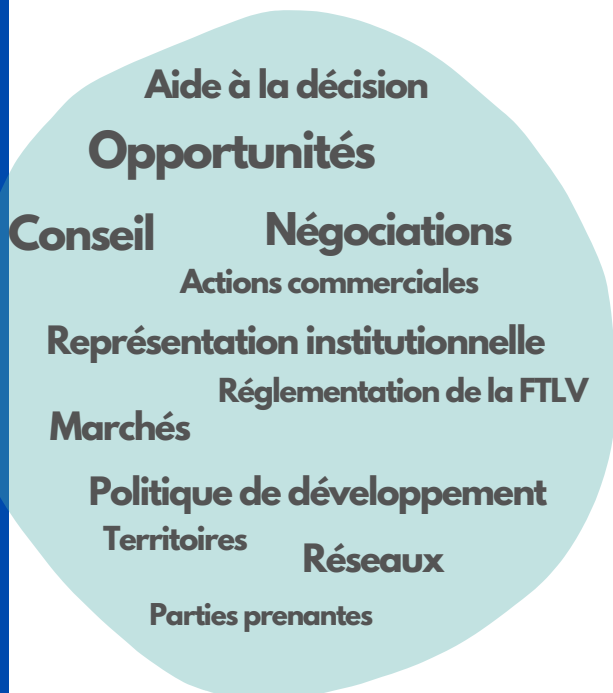 Aide à la décision
Opportunités
Conseil
Négociations
Actions commerciales
Représentation institutionnelle
Réglementation de la FTLV
Marchés
Politique de développement
Territoires
Réseaux
Parties prenantes